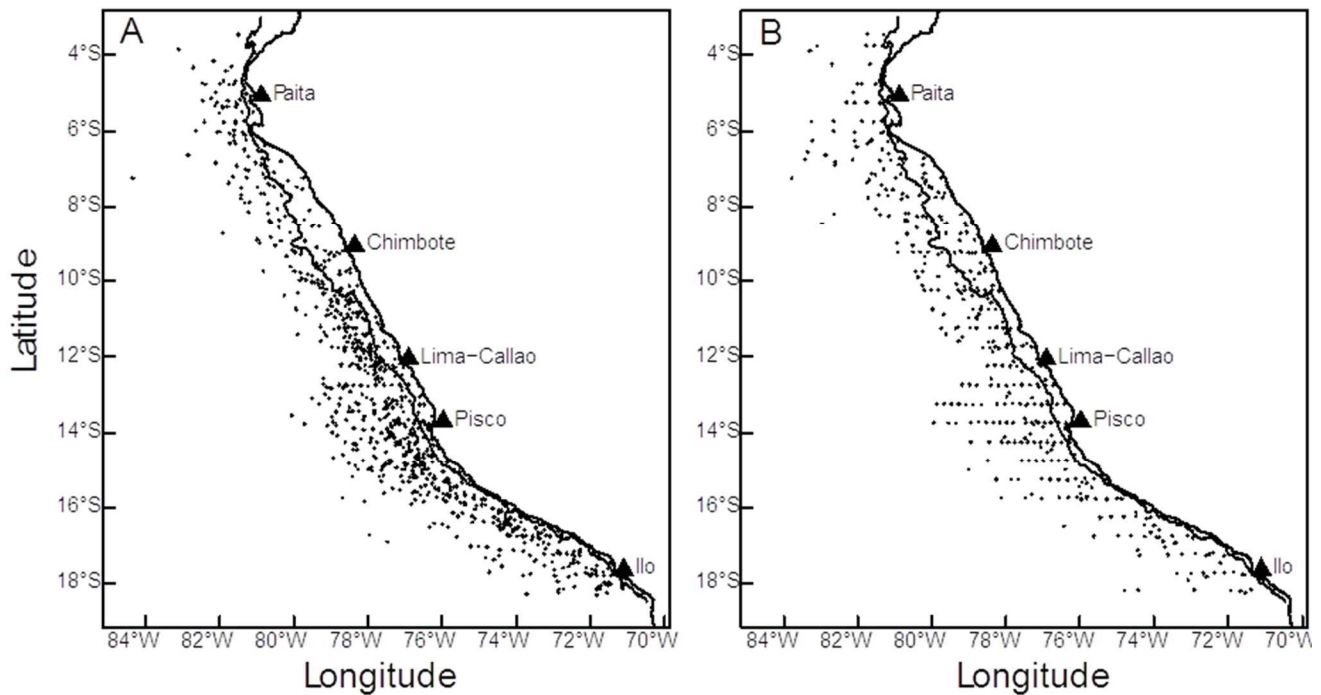 A
4°S
Paita
6°S
8°S
Chimbote
10°S
12°S
Lima-Callao
14°S
Pisco
16°S
18°S
Ilo
84°W 82°W 80°W 78°W 76°W 74°W 72°W 70°W
Longitude
Latitude
B
4°S
Paita
6°S
8°S
Chimbote
10°S
12°S
Lima-Callao
14°S
Pisco
16°S
18°S
Ilo
84°W 82°W 80°W 78°W 76°W 74°W 72°W 70°W
Longitude